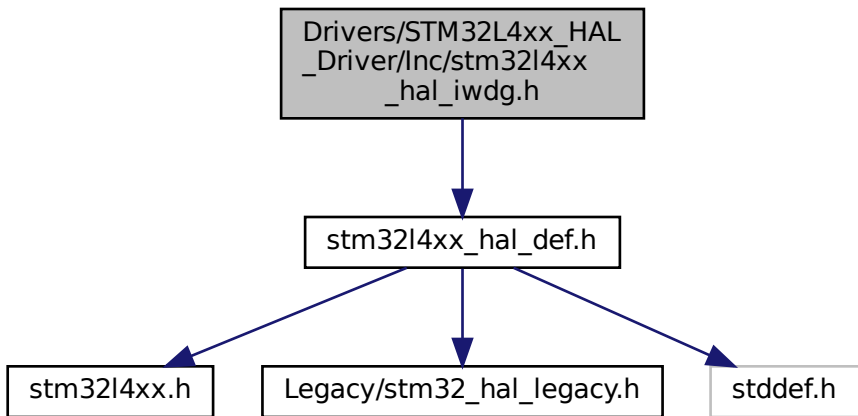 Drivers/STM32L4xx_HAL
_Driver/Inc/stm32l4xx
_hal_iwdg.h
stm32l4xx_hal_def.h
stm32l4xx.h
Legacy/stm32_hal_legacy.h
stddef.h